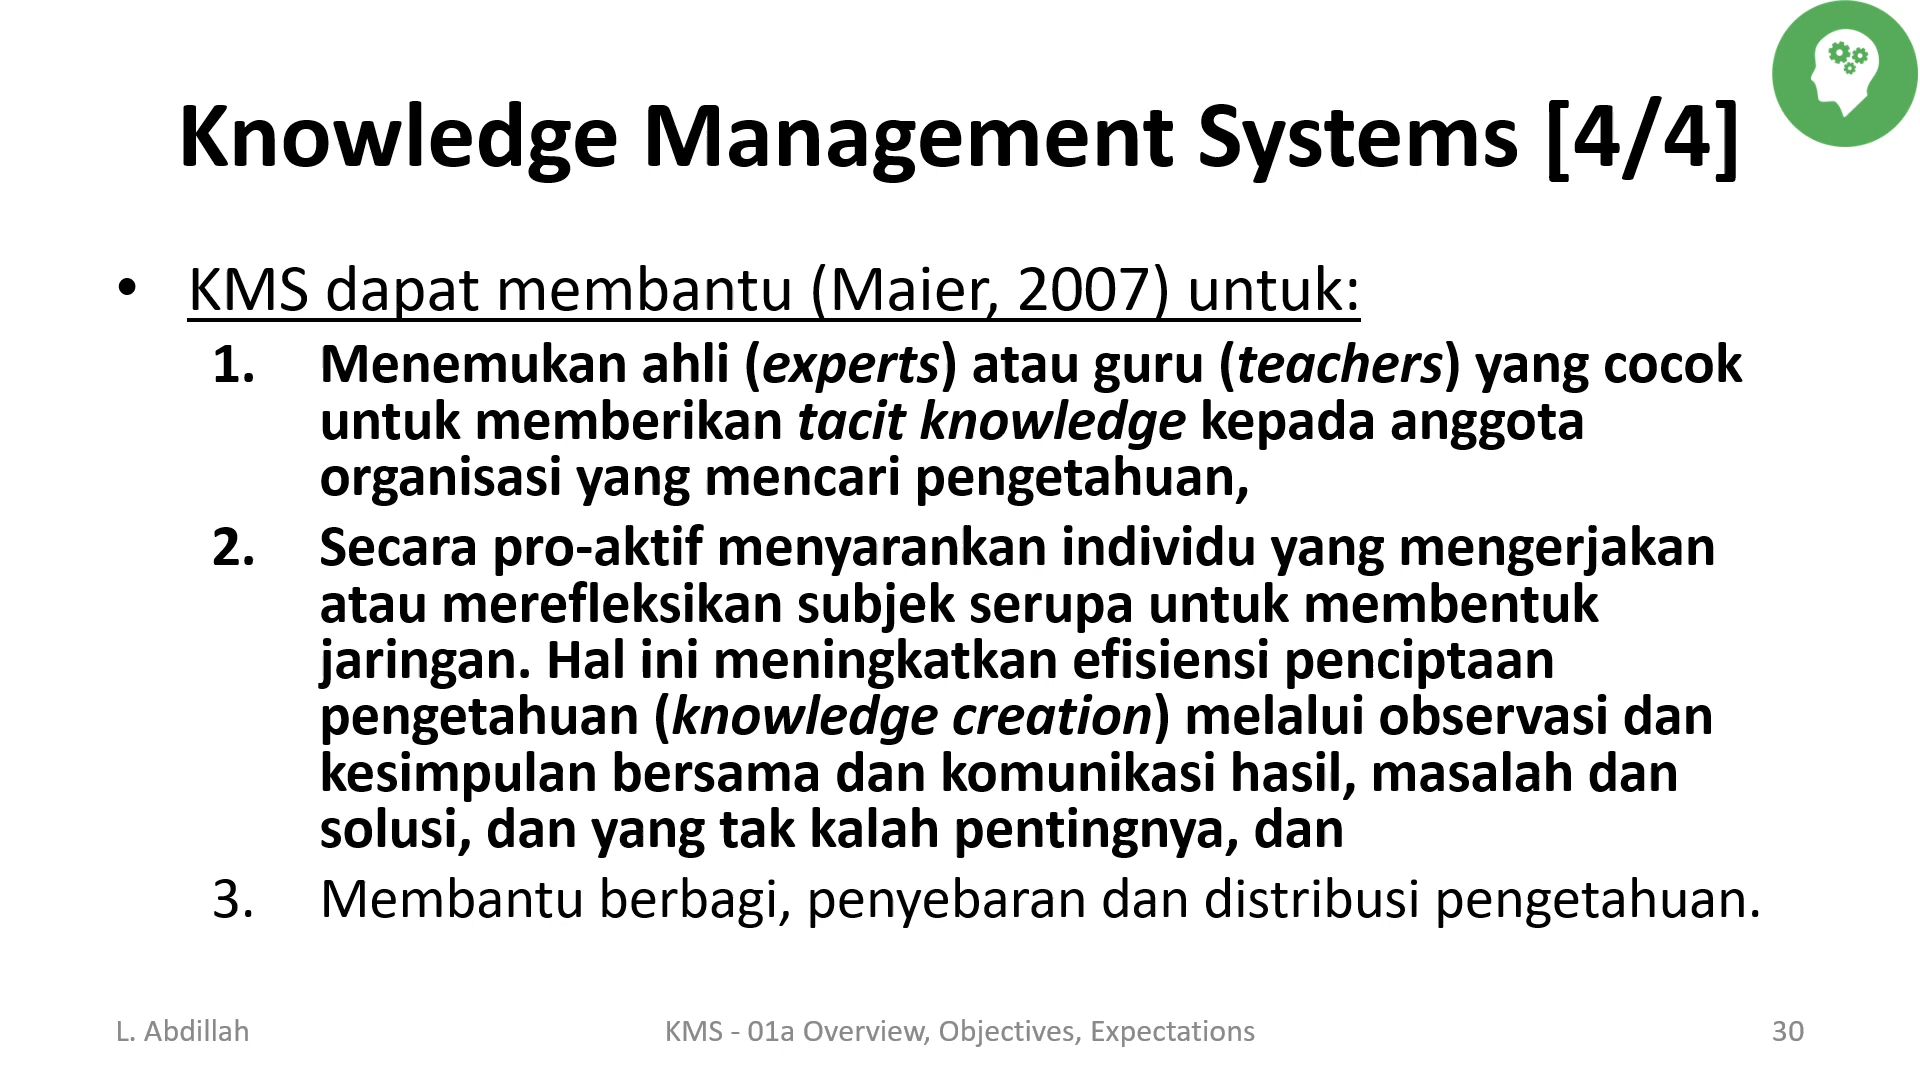 Knowledge Management Systems [4/4]
• KMS dapat membantu (Maier, 2007) untuk:
1. Menemukan ahli (experts) atau guru (teachers) yang cocok
untuk memberikan tacit knowledge kepada anggota
organisasi yang mencari pengetahuan,
2. Secara pro-aktif menyarankan individu yang mengerjakan
atau merefleksikan subjek serupa untuk membentuk
jaringan. Hal ini meningkatkan efisiensi penciptaan
pengetahuan (knowledge creation) melalui observasi dan
kesimpulan bersama dan komunikasi hasil, masalah dan
solusi, dan yang tak kalah pentingnya, dan
3. Membantu berbagi, penyebaran dan distribusi pengetahuan.
L. Abdillah
KMS - 01a Overview, Objectives, Expectations
30